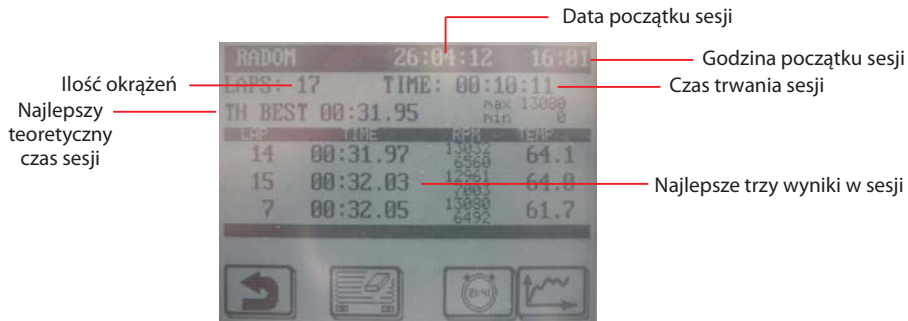 Data początku sesji
RADOM 26:04:12 16:01
Godzina początku sesji
Ilość okrążeń
LAPS: 17 TIME: 00:10:11
Czas trwania sesji
Najlepszy
teoretyczny
czas sesji
TH BEST 00:31.95 max 13080
min 0
LAP TIME RPM TEMP.
14 00:31.97 13032 64.1
6560
15 00:32.03 12961 64.0
7003
Najlepsze trzy wyniki w sesji
7 00:32.05 13080 61.7
6492
21:41